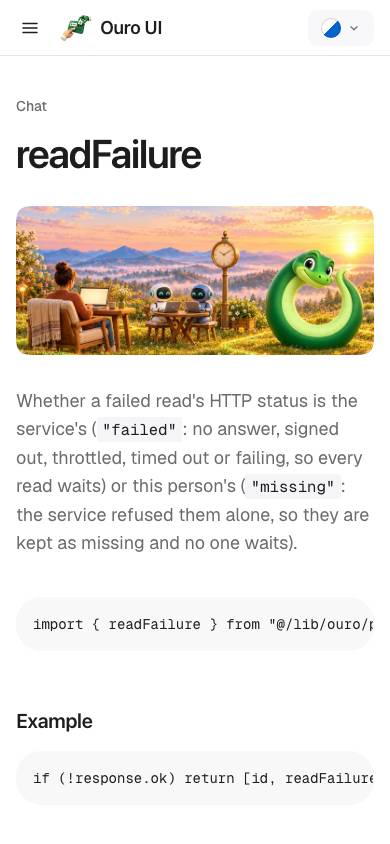 Ouro UI
Chat
readFailure
Whether a failed read's HTTP status is the
service's ( "failed" : no answer, signed
out, throttled, timed out or failing, so every
read waits) or this person's ( "missing" :
the service refused them alone, so they are
kept as missing and no one waits).
import { readFailure } from "@/lib/ouro/p
Example
if (!response.ok) return [id, readFailure